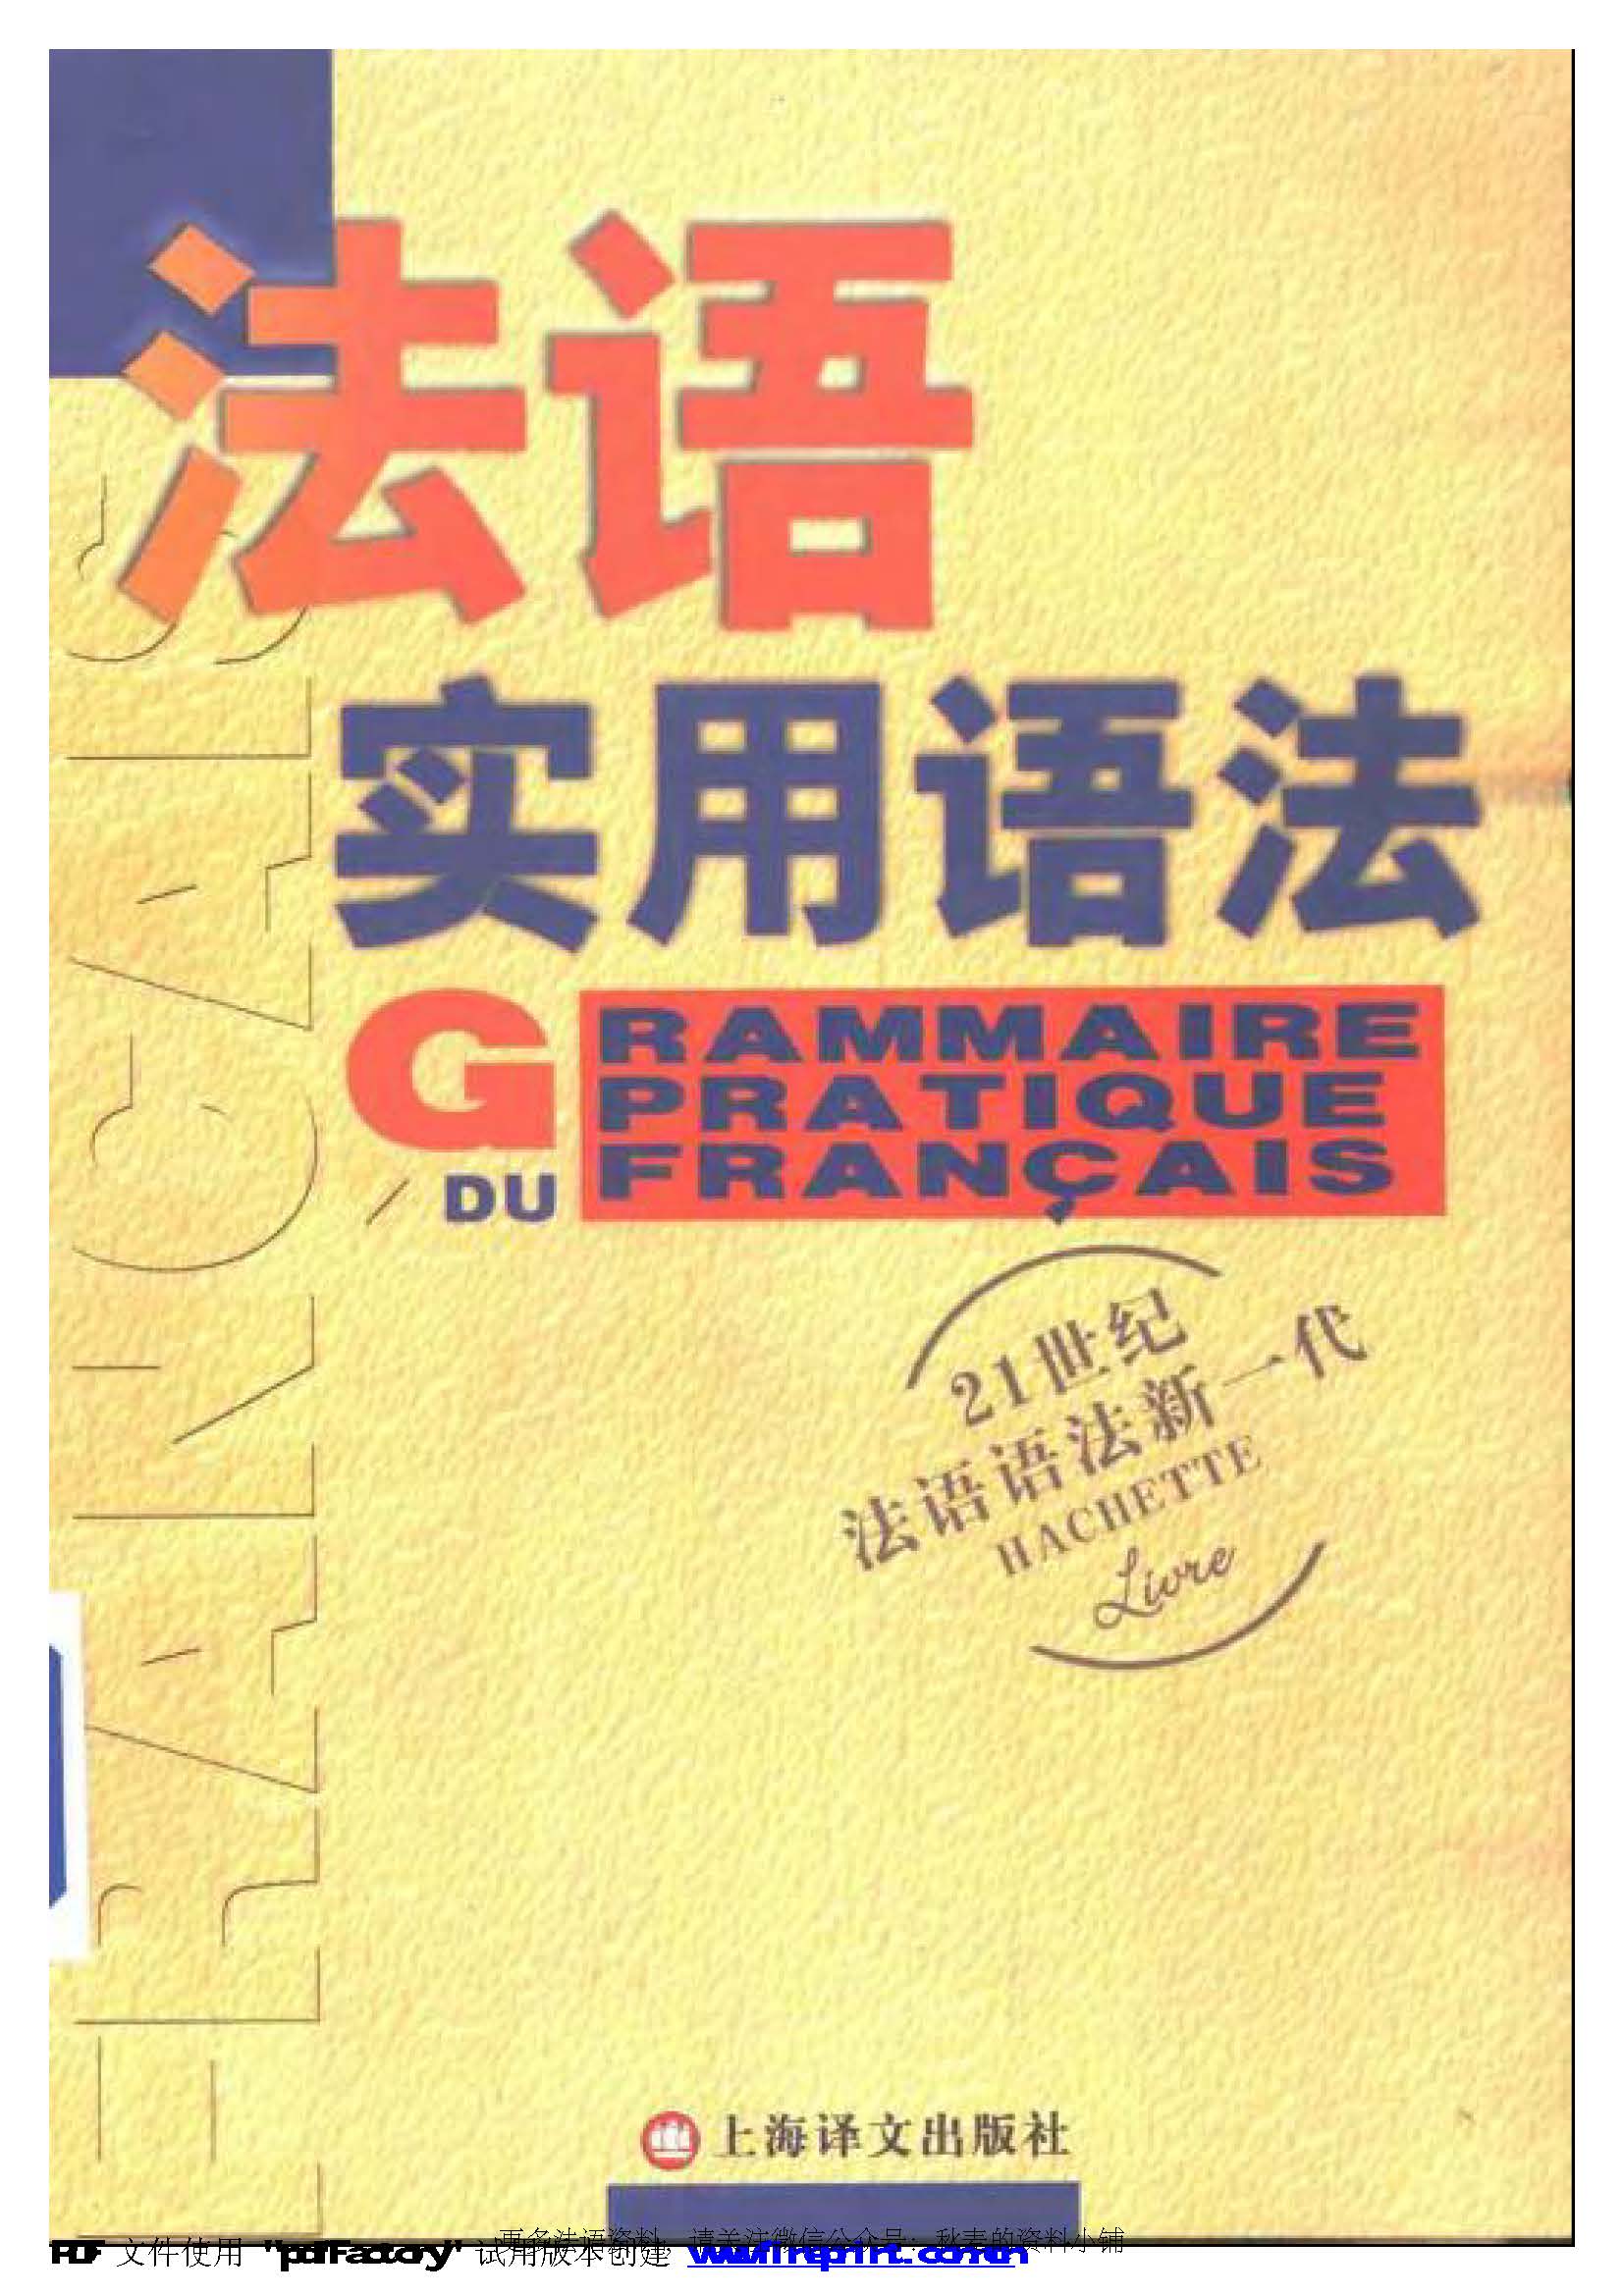 法语
实用语法
GRAMMAIRE
PRATIQUE
DU FRANÇAIS
FRANÇAIS
21世纪
法语语法新一代
HACHETTE
Livre
上海译文出版社
更多法语资料，请关注微信公众号：秋麦的资料小铺
PDF 文件使用 "pdfFactory" 试用版本创建 www.fineprint.com.cn